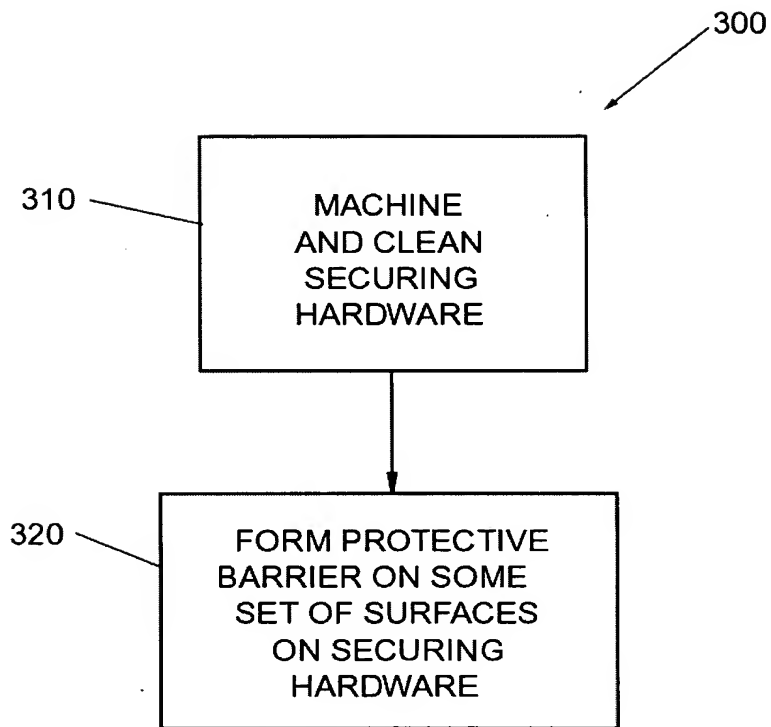 300
310
MACHINE
AND CLEAN
SECURING
HARDWARE
320
FORM PROTECTIVE
BARRIER ON SOME
SET OF SURFACES
ON SECURING
HARDWARE